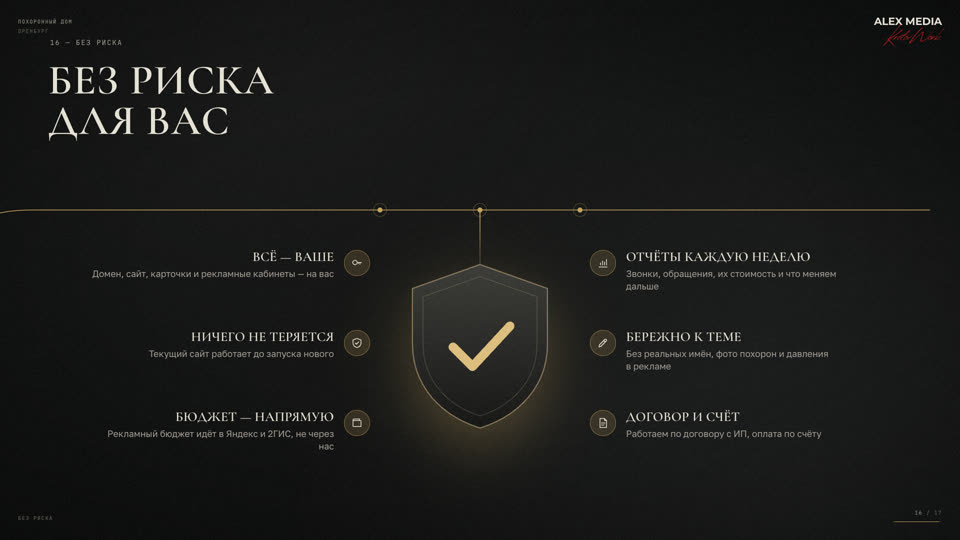 ПОХОРОННЫЙ ДОМ
ОРЕНБУРГ
16 — БЕЗ РИСКА
ALEX MEDIA
БЕЗ РИСКА
ДЛЯ ВАС
ВСЁ — ВАШЕ
Домен, сайт, карточки и рекламные кабинеты — на вас
НИЧЕГО НЕ ТЕРЯЕТСЯ
Текущий сайт работает до запуска нового
БЮДЖЕТ — НАПРЯМУЮ
Рекламный бюджет идёт в Яндекс и 2ГИС, не через
нас
ОТЧЁТЫ КАЖДУЮ НЕДЕЛЮ
Звонки, обращения, их стоимость и что меняем
дальше
БЕРЕЖНО К ТЕМЕ
Без реальных имён, фото похорон и давления
в рекламе
ДОГОВОР И СЧЁТ
Работаем по договору с ИП, оплата по счёту
БЕЗ РИСКА
16 / 17